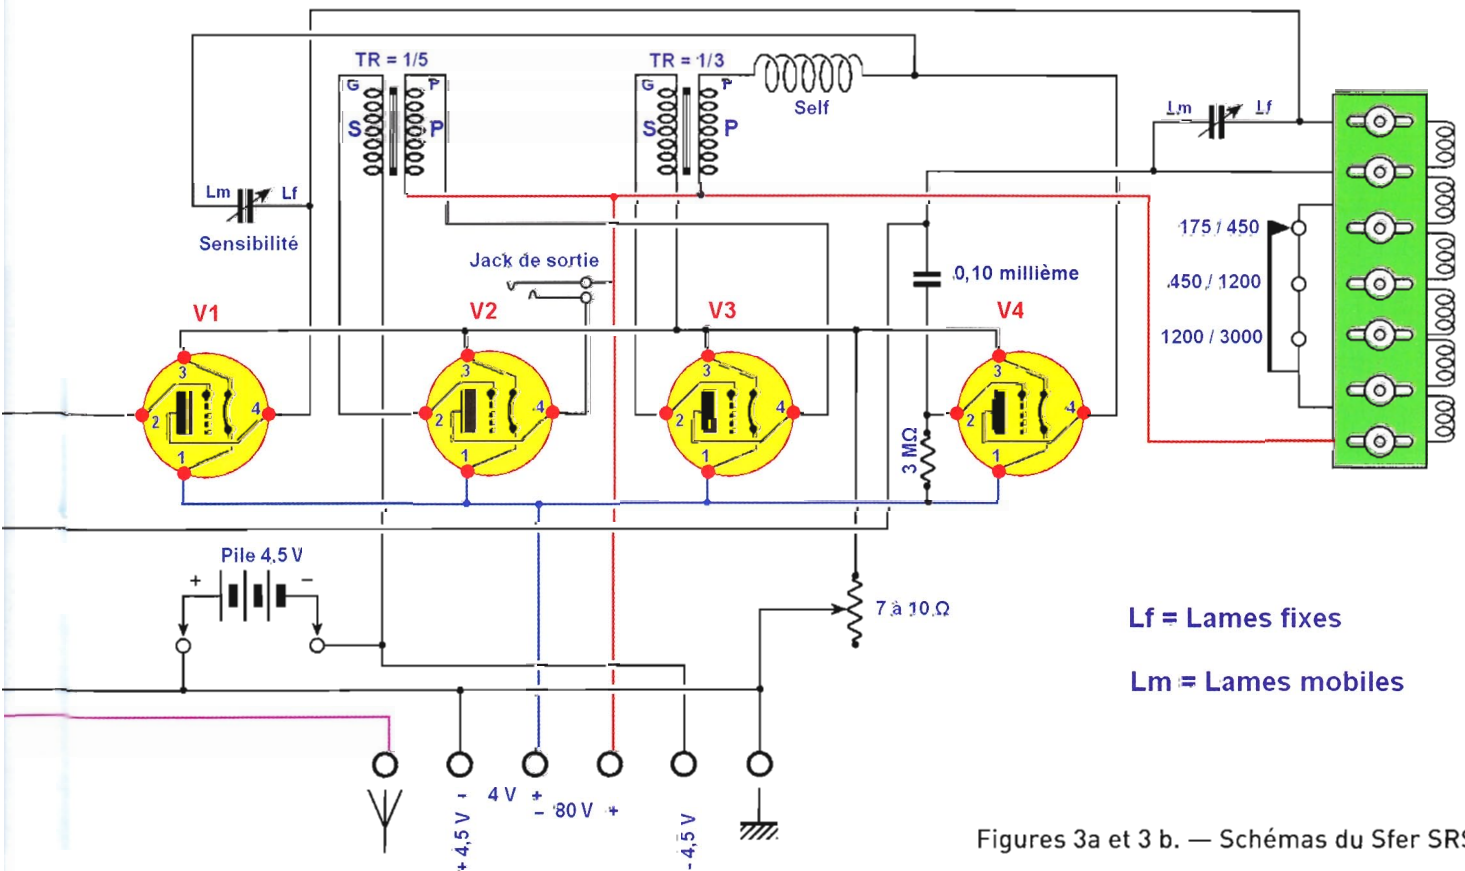 TR = 1/5
TR = 1/3
G
P
G
P
S
P
S
P
Self
Lm
Lf
Lm
Lf
Sensibilité
175 / 450
450 / 1200
1200 / 3000
Jack de sortie
0,10 millième
V1
V2
V3
V4
3
3
3
3
2
4
2
4
2
4
2
4
1
1
1
1
3 MΩ
Pile 4,5 V
+
−
7 à 10 Ω
Lf = Lames fixes
Lm = Lames mobiles
- 4 V +
- 80 V +
+ 4,5 V
- 4,5 V
Figures 3a et 3 b. — Schémas du Sfer SRS